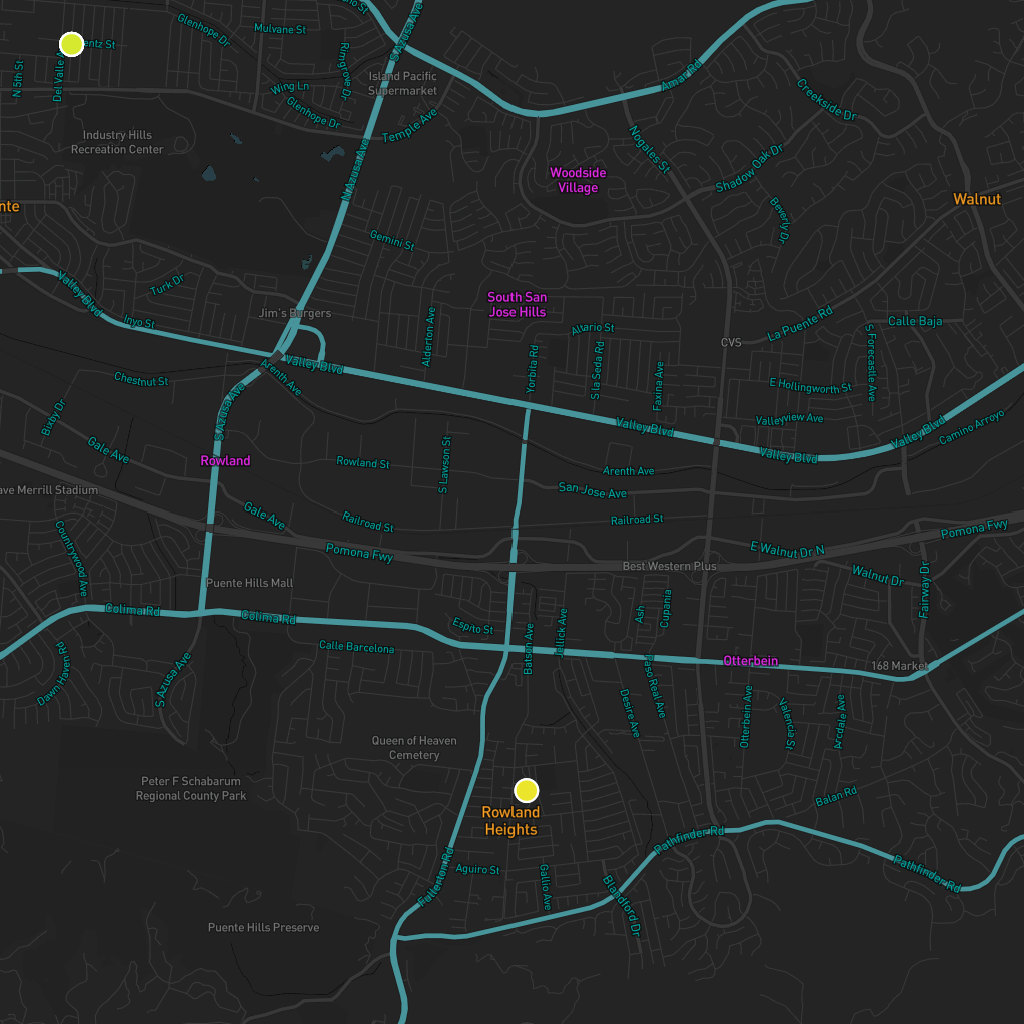 Glenhope Dr
Mulvane St
S Azusa Ave
entz St
Rimgrove Dr
Island Pacific
Supermarket
Amar Rd
N 5th St
Del Valle A
Wing Ln
Glenhope Dr
Creekside Dr
Temple Ave
Industry Hills
Recreation Center
Nogales St
Shadow Oak Dr
N Azusa Ave
Woodside
Village
Walnut
nte
Beverly Dr
Gemini St
Valley Blvd
Turk Dr
South San
Jose Hills
Jim's Burgers
Inyo St
Alderton Ave
Altario St
La Puente Rd
Calle Baja
CVS
S Forecastle Ave
Valley Blvd
Arenth Ave
Yorbita Rd
S la Seda Rd
Faxina Ave
Chestnut St
E Hollingworth St
S Azusa Ave
Bixby Dr
Valleyview Ave
Valley Blvd
Valley Blvd
Camino Arroyo
Gale Ave
Valley Blvd
Rowland
Rowland St
S Lawson St
Arenth Ave
ave Merrill Stadium
San Jose Ave
Gale Ave
Railroad St
Railroad St
Pomona Fwy
Pomona Fwy
E Walnut Dr N
Countrywood Ave
Best Western Plus
Walnut Dr
Puente Hills Mall
Fairway Dr
Colima Rd
Colima Rd
Ash
Cupania
Espito St
Batson Ave
Jellick Ave
Calle Barcelona
Otterbein
168 Market
Dawn Haven Rd
S Azusa Ave
Paso Real Ave
Desire Ave
Otterbein Ave
Valencia St
Arcdale Ave
Queen of Heaven
Cemetery
Peter F Schabarum
Regional County Park
Balan Rd
Rowland
Heights
Pathfinder Rd
Fullerton Rd
Aguiro St
Gallio Ave
Blandford Dr
Pathfinder Rd
Puente Hills Preserve